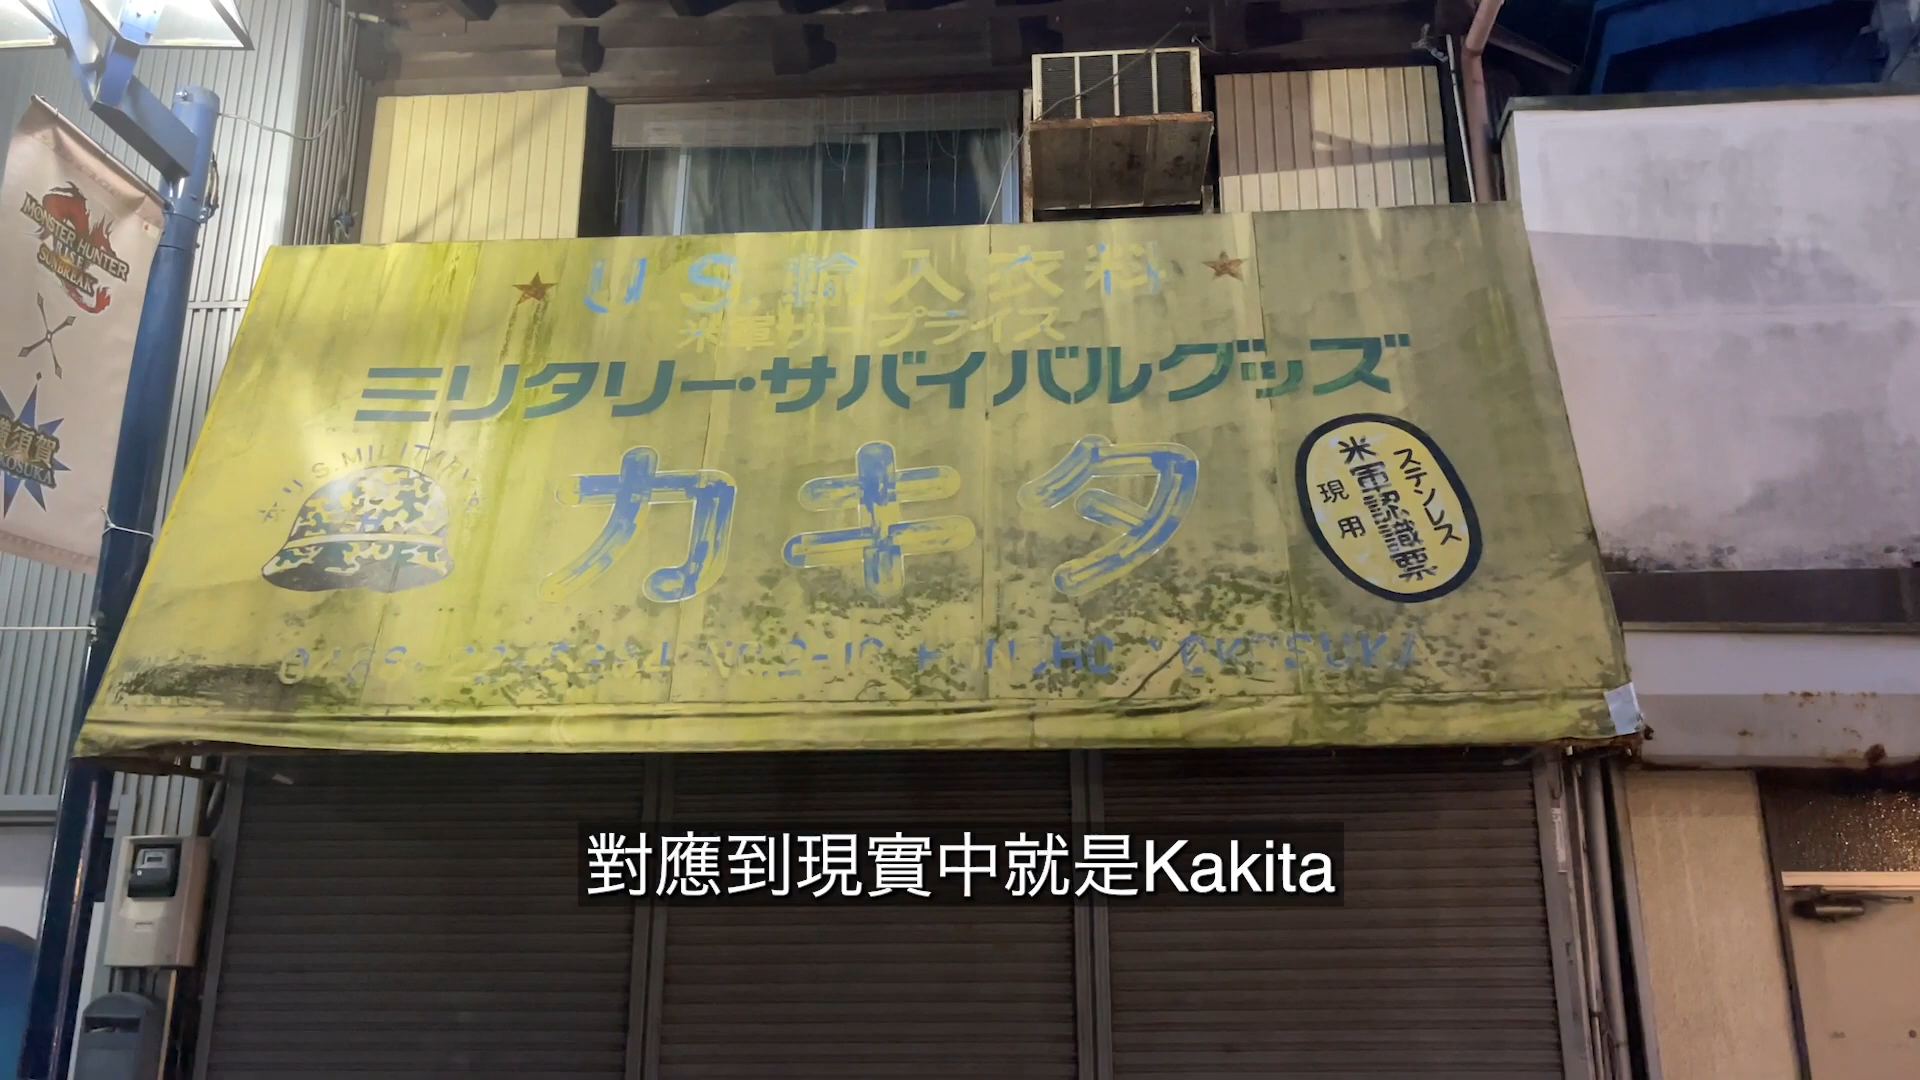 U.S.輸入衣料
米軍サープライス
ミリタリー・サバイバルグッズ
U.S.MILITARY
カキタ
ステンレス
米軍認識票
現用
YOKOSUKA
MONSTER HUNTER
RISE
SUNBREAK
横須賀
YOKOSUKA
對應到現實中就是Kakita